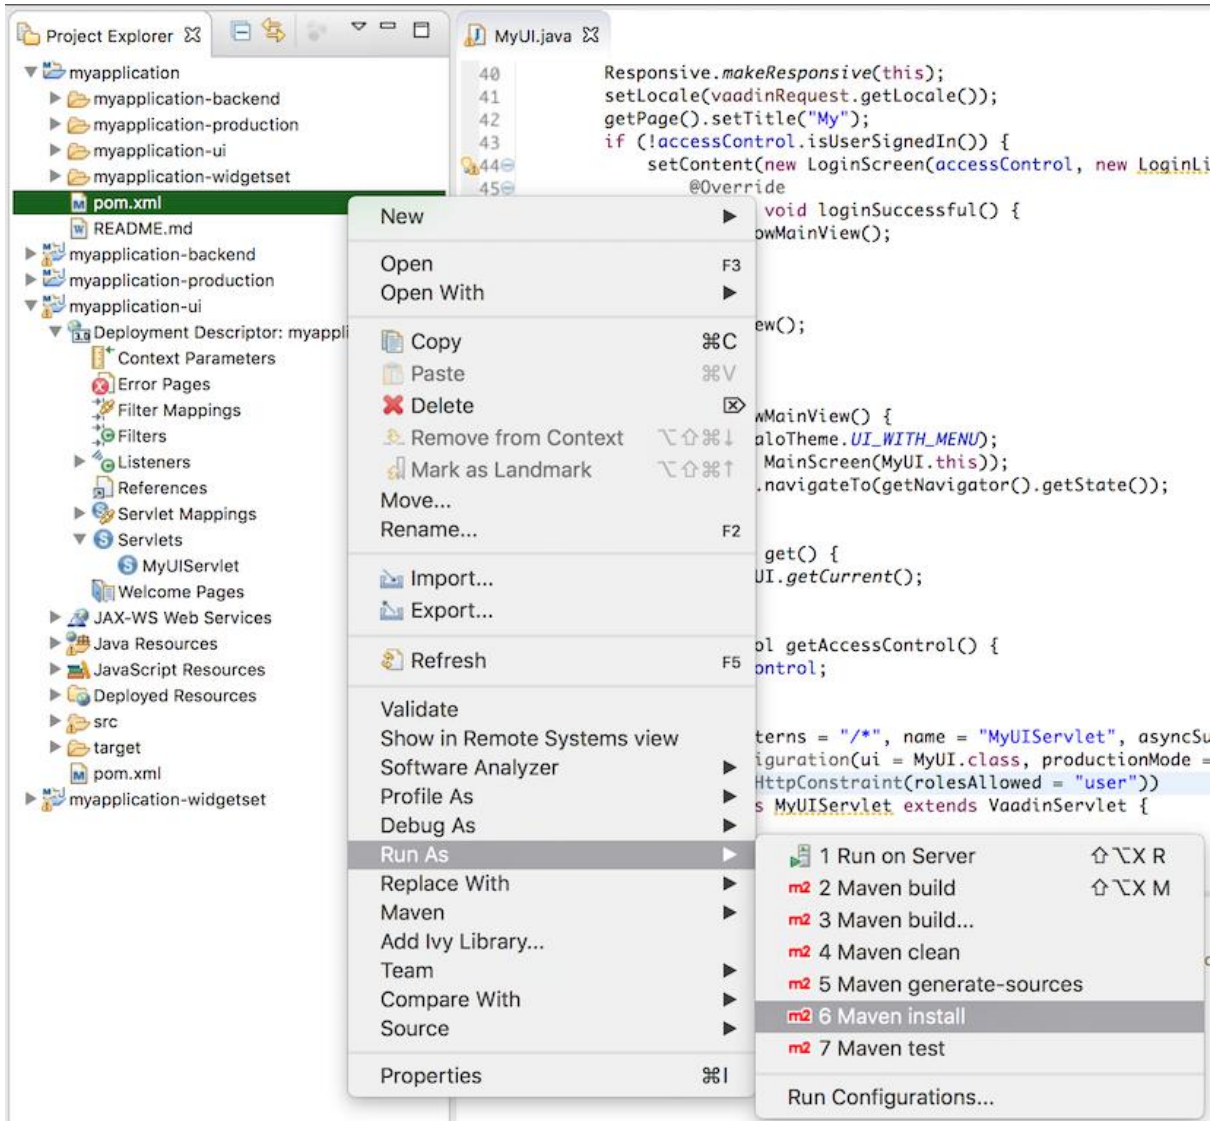 Project Explorer
myapplication
myapplication-backend
myapplication-production
myapplication-ui
myapplication-widgetset
pom.xml
README.md
myapplication-backend
myapplication-production
myapplication-ui
Deployment Descriptor: myappli
Context Parameters
Error Pages
Filter Mappings
Filters
Listeners
References
Servlet Mappings
Servlets
MyUIServlet
Welcome Pages
JAX-WS Web Services
Java Resources
JavaScript Resources
Deployed Resources
src
target
pom.xml
myapplication-widgetset
MyUI.java
40 Responsive.makeResponsive(this);
41 setLocale(vaadinRequest.getLocale());
42 getPage().setTitle("My");
43 if (!accessControl.isUserSignedIn()) {
44 setContent(new LoginScreen(accessControl, new LoginLi
45 @Override
void loginSuccessful() {
owMainView();
ew();
wMainView() {
aloTheme.UI_WITH_MENU);
MainScreen(MyUI.this));
.navigateTo(getNavigator().getState());
get() {
UI.getCurrent();
ol getAccessControl() {
ontrol;
terns = "/*", name = "MyUIServlet", asyncSu
iguration(ui = MyUI.class, productionMode =
HttpConstraint(rolesAllowed = "user"))
s MyUIServlet extends VaadinServlet {
New
Open F3
Open With
Copy ⌘C
Paste ⌘V
Delete ⌦
Remove from Context ⌥⇧⌘↓
Mark as Landmark ⌥⇧⌘↑
Move...
Rename... F2
Import...
Export...
Refresh F5
Validate
Show in Remote Systems view
Software Analyzer
Profile As
Debug As
Run As
Replace With
Maven
Add Ivy Library...
Team
Compare With
Source
Properties ⌘I
1 Run on Server ⇧⌥X R
m2 2 Maven build ⇧⌥X M
m2 3 Maven build...
m2 4 Maven clean
m2 5 Maven generate-sources
m2 6 Maven install
m2 7 Maven test
Run Configurations...